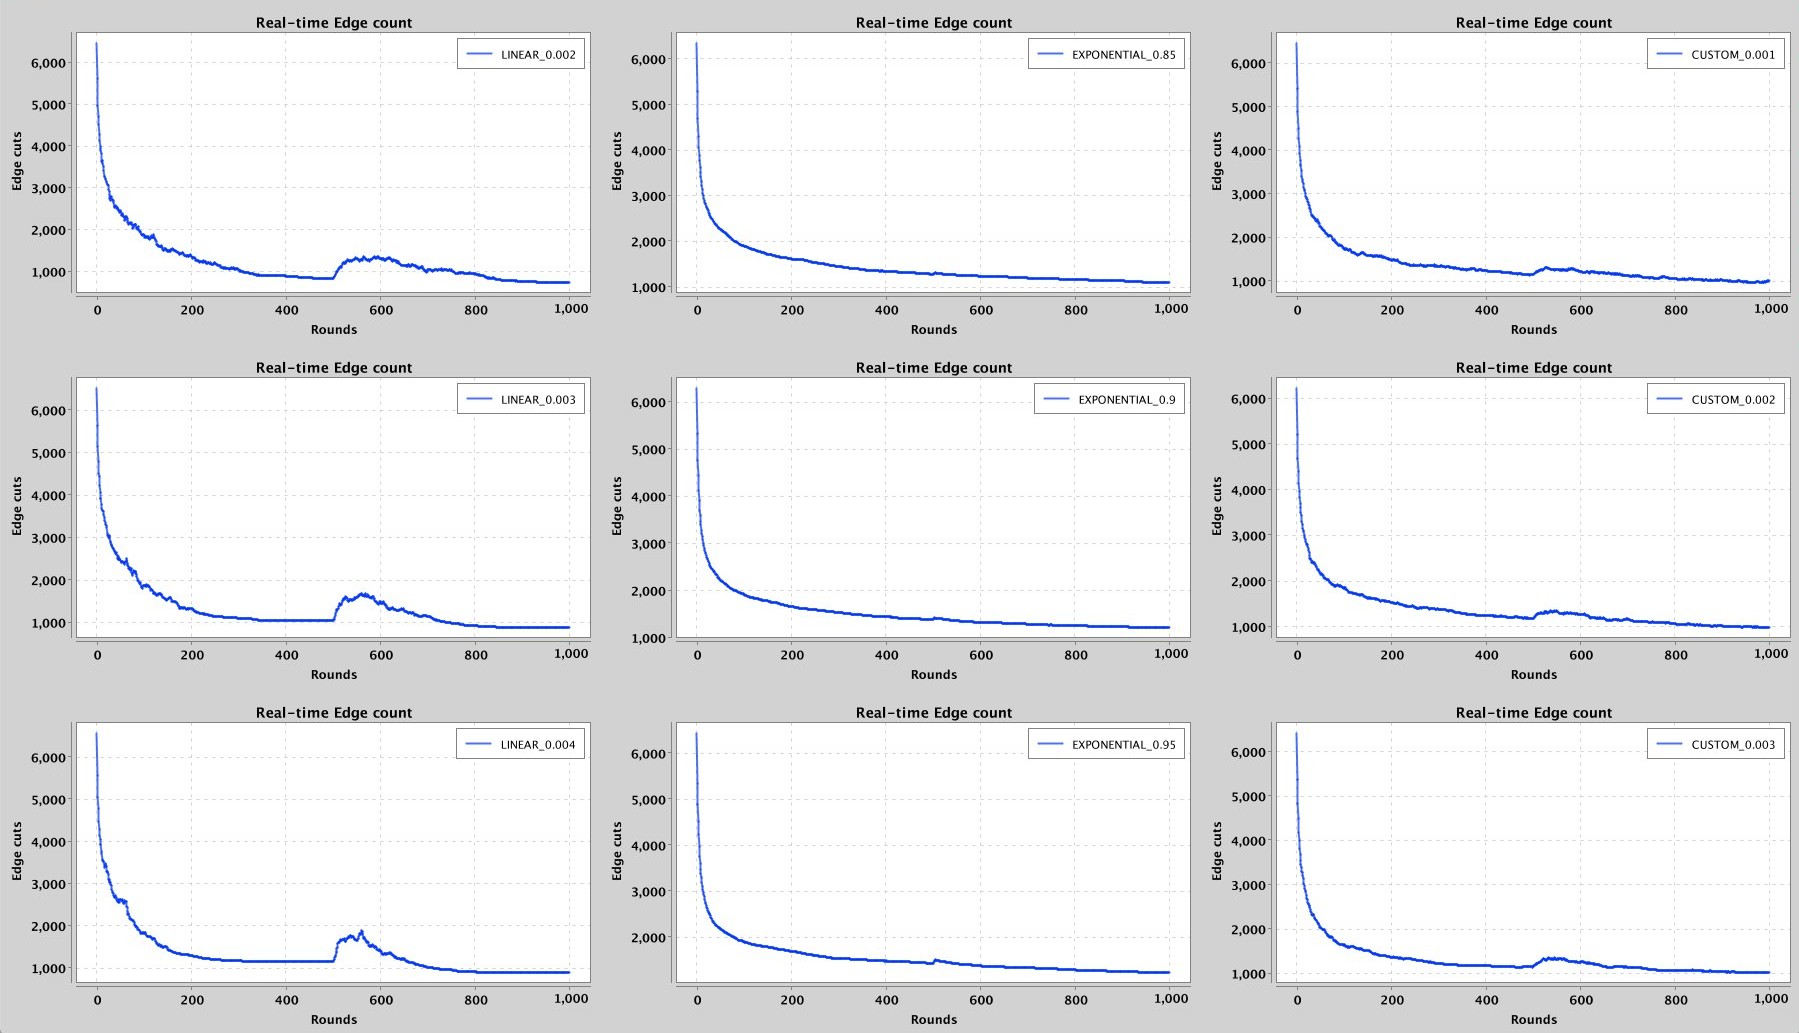 Real-time Edge count
LINEAR_0.002
6,000
5,000
4,000
3,000
2,000
1,000
Edge cuts
0 200 400 600 800 1,000
Rounds
Real-time Edge count
EXPONENTIAL_0.85
6,000
5,000
4,000
3,000
2,000
1,000
Edge cuts
0 200 400 600 800 1,000
Rounds
Real-time Edge count
CUSTOM_0.001
6,000
5,000
4,000
3,000
2,000
1,000
Edge cuts
0 200 400 600 800 1,000
Rounds
Real-time Edge count
LINEAR_0.003
6,000
5,000
4,000
3,000
2,000
1,000
Edge cuts
0 200 400 600 800 1,000
Rounds
Real-time Edge count
EXPONENTIAL_0.9
6,000
5,000
4,000
3,000
2,000
1,000
Edge cuts
0 200 400 600 800 1,000
Rounds
Real-time Edge count
CUSTOM_0.002
6,000
5,000
4,000
3,000
2,000
1,000
Edge cuts
0 200 400 600 800 1,000
Rounds
Real-time Edge count
LINEAR_0.004
6,000
5,000
4,000
3,000
2,000
1,000
Edge cuts
0 200 400 600 800 1,000
Rounds
Real-time Edge count
EXPONENTIAL_0.95
6,000
5,000
4,000
3,000
2,000
Edge cuts
0 200 400 600 800 1,000
Rounds
Real-time Edge count
CUSTOM_0.003
6,000
5,000
4,000
3,000
2,000
1,000
Edge cuts
0 200 400 600 800 1,000
Rounds